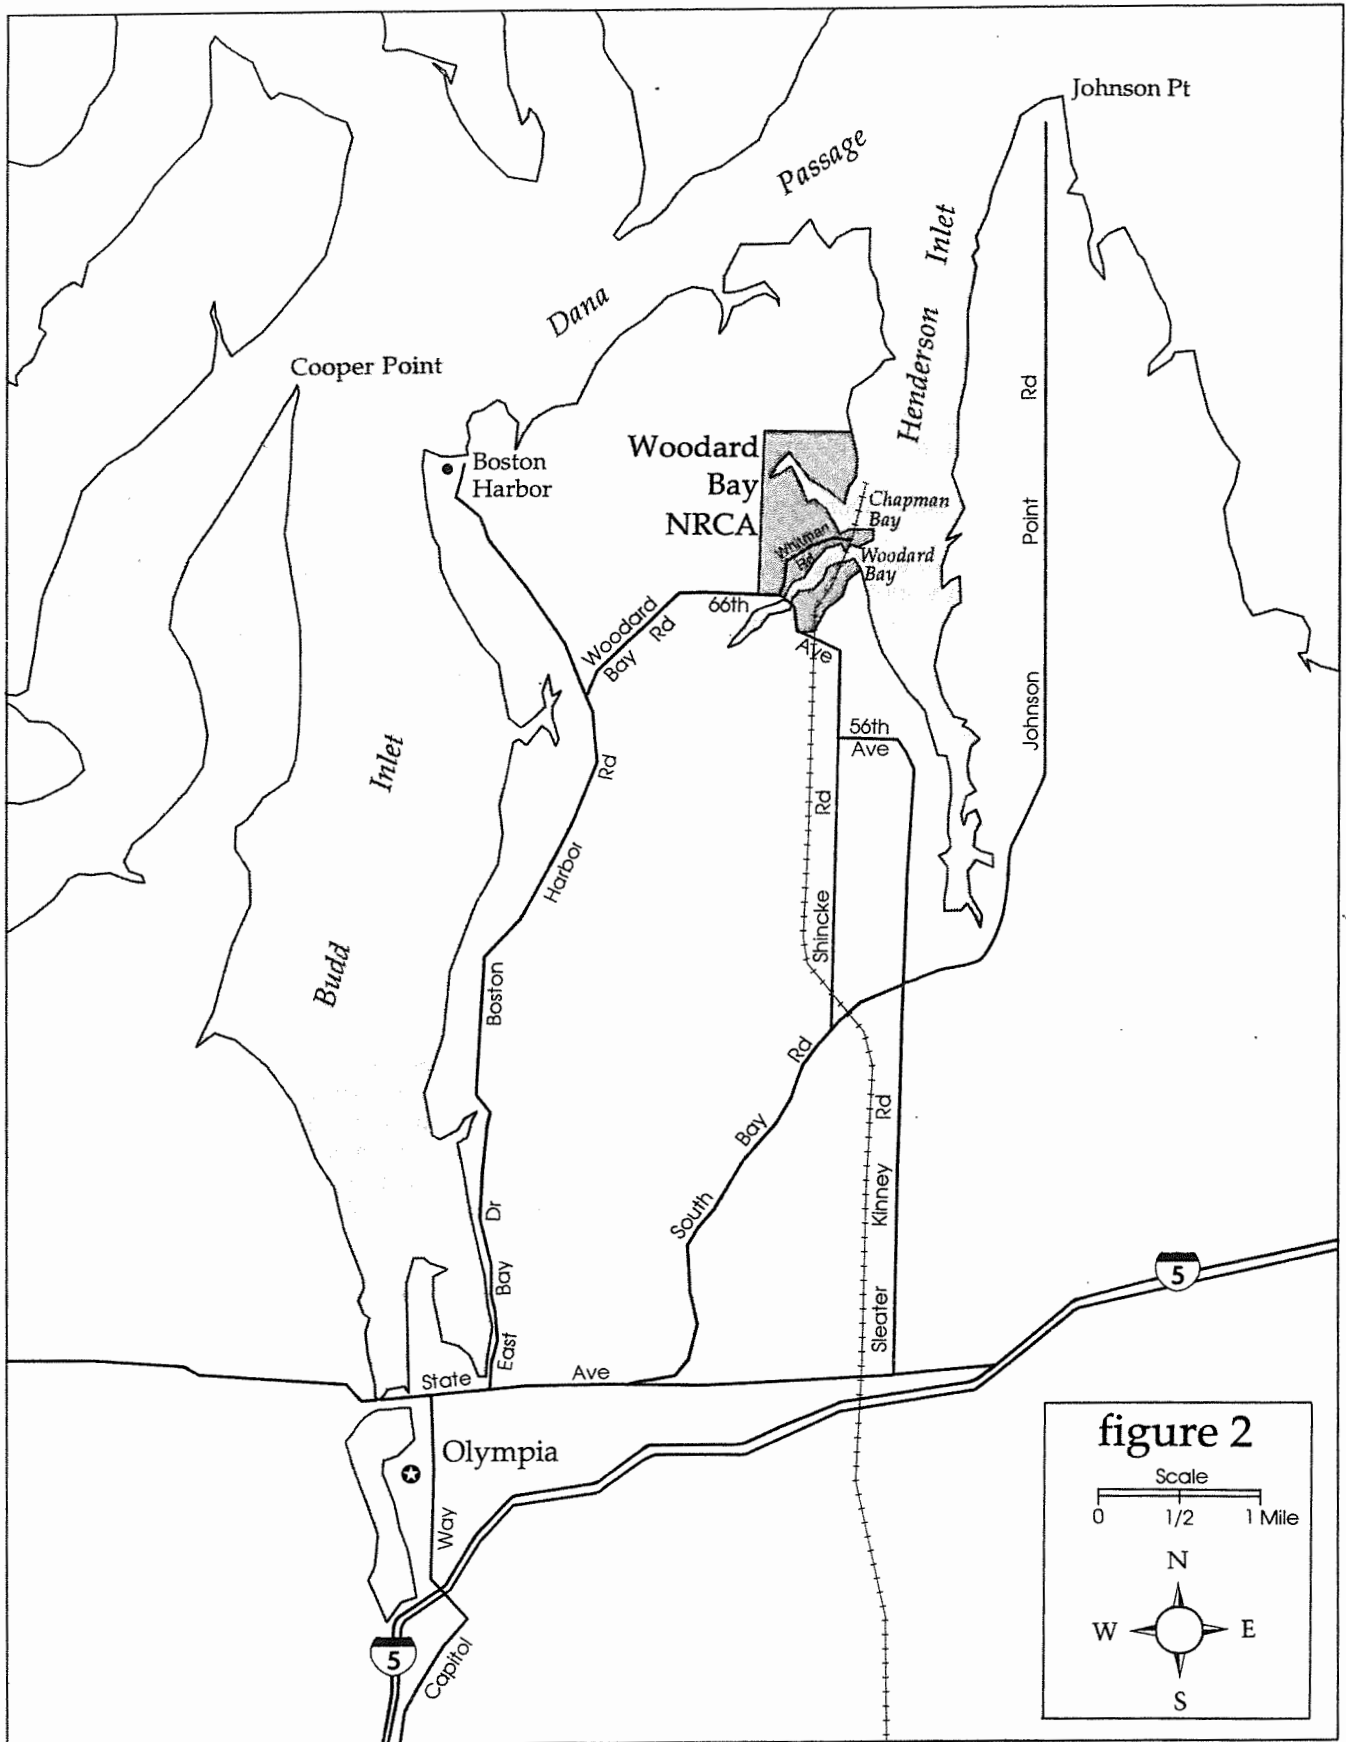 Johnson Pt
Passage
Henderson Inlet
Dana
Cooper Point
Boston
Harbor
Woodard
Bay
NRCA
Chapman
Bay
Whitman
Rd
Woodard
Bay
66th
Ave
Woodard
Bay Rd
Johnson Point Rd
56th
Ave
Budd Inlet
Boston Harbor Rd
Shincke Rd
South Bay Rd
Sleater Kinney Rd
East Bay Dr
5
State Ave
Olympia
Capitol Way
5
figure 2
Scale
0 1/2 1 Mile
N
W E
S